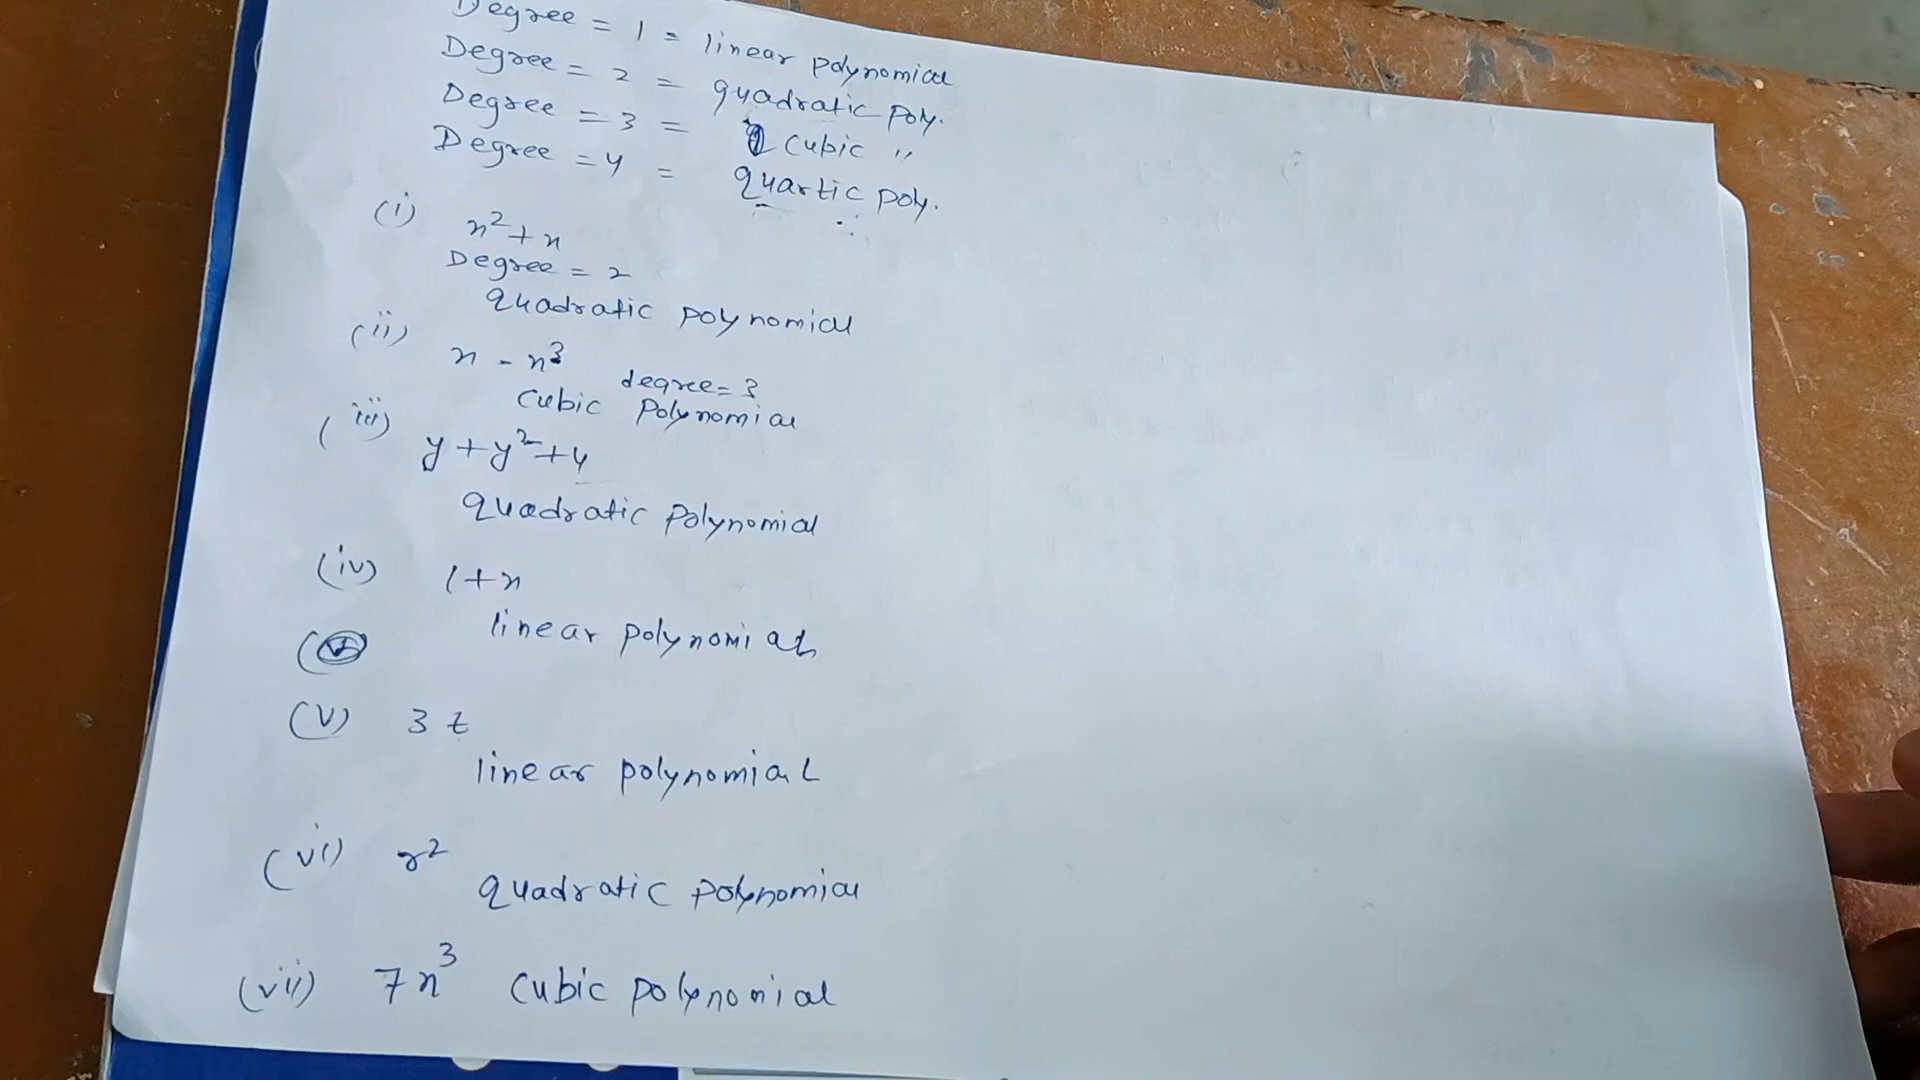 Degree = 1 = linear polynomial
Degree = 2 = quadratic poly.
Degree = 3 = cubic "
Degree = 4 = quartic poly.
(i) x² + x
Degree = 2
quadratic polynomial
(ii) x - x³ degree = 3
cubic polynomial
(iii) y + y² + 4
quadratic polynomial
(iv) 1 + x
linear polynomial
(v) 3t
linear polynomial
(vi) r²
quadratic polynomial
(vii) 7x³ cubic polynomial